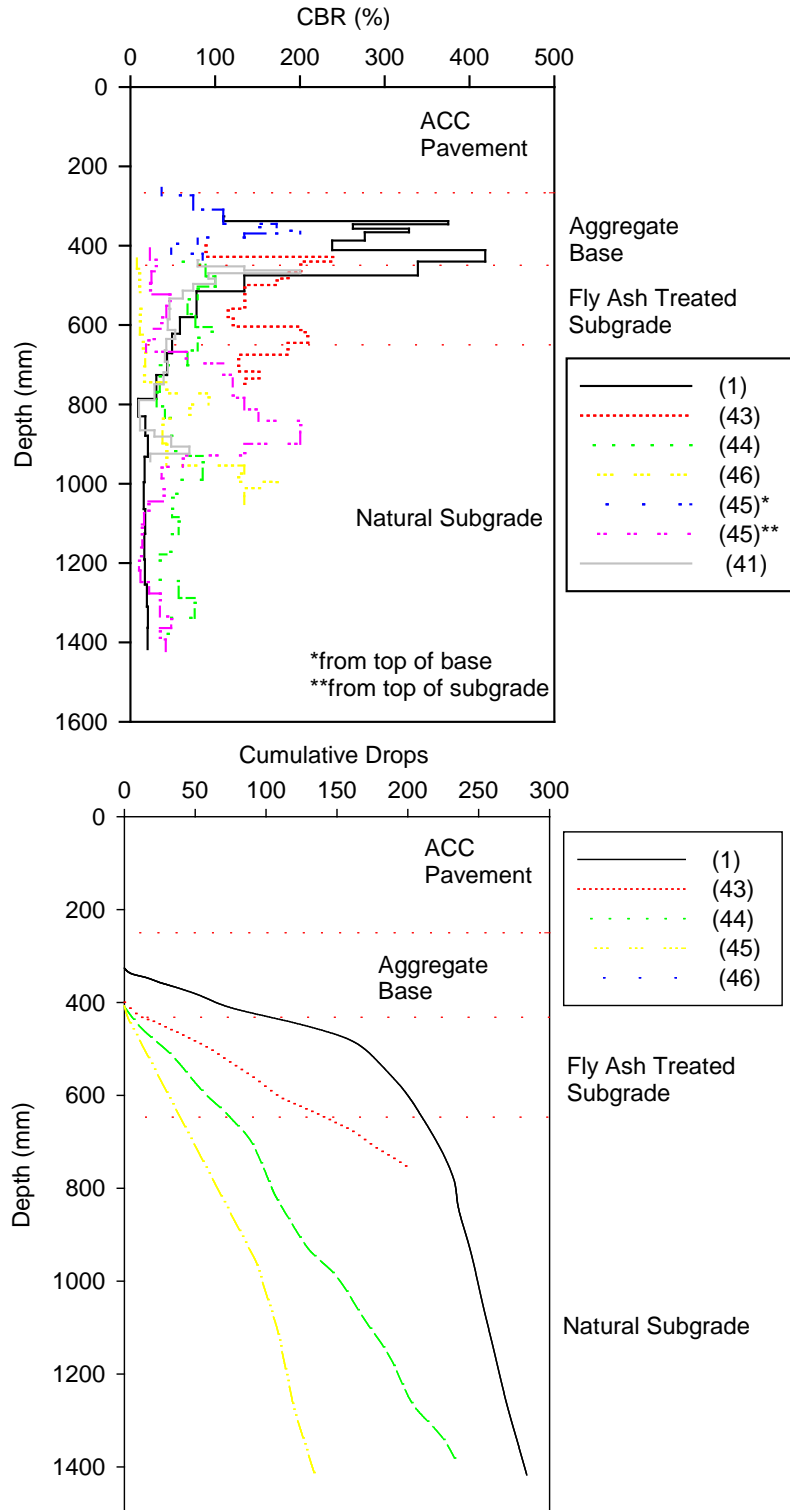 CBR (%)
0 100 200 300 400 500
0
200
400
600
800
1000
1200
1400
1600
Depth (mm)
ACC
Pavement
Aggregate
Base
Fly Ash Treated
Subgrade
Natural Subgrade
*from top of base
**from top of subgrade
(1)
(43)
(44)
(46)
(45)*
(45)**
(41)
Cumulative Drops
0 50 100 150 200 250 300
0
200
400
600
800
1000
1200
1400
Depth (mm)
ACC
Pavement
Aggregate
Base
Fly Ash Treated
Subgrade
Natural Subgrade
(1)
(43)
(44)
(45)
(46)